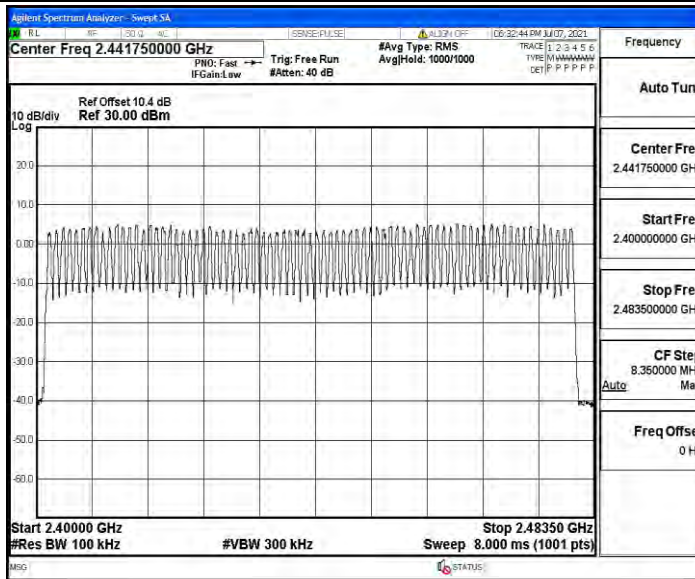 Agilent Spectrum Analyzer - Swept SA
RL RF 50 Ω AC SENSE:PULSE ALIGN OFF 06:32:44 PM Jul 07, 2021
Center Freq 2.441750000 GHz
PNO: Fast
IFGain:Low
Trig: Free Run
#Atten: 40 dB
#Avg Type: RMS
Avg|Hold: 1000/1000
TRACE 1 2 3 4 5 6
TYPE M WWWWW
DET P P P P P P
Ref Offset 10.4 dB
10 dB/div Ref 30.00 dBm
Log
20.0
10.0
0.00
-10.0
-20.0
-30.0
-40.0
-50.0
-60.0
Start 2.40000 GHz Stop 2.48350 GHz
#Res BW 100 kHz #VBW 300 kHz Sweep 8.000 ms (1001 pts)
MSG STATUS
Frequency
Auto Tun
Center Fre
2.441750000 GH
Start Fre
2.400000000 GH
Stop Fre
2.483500000 GH
CF Ste
8.350000 MH
Auto Ma
Freq Offse
0 H